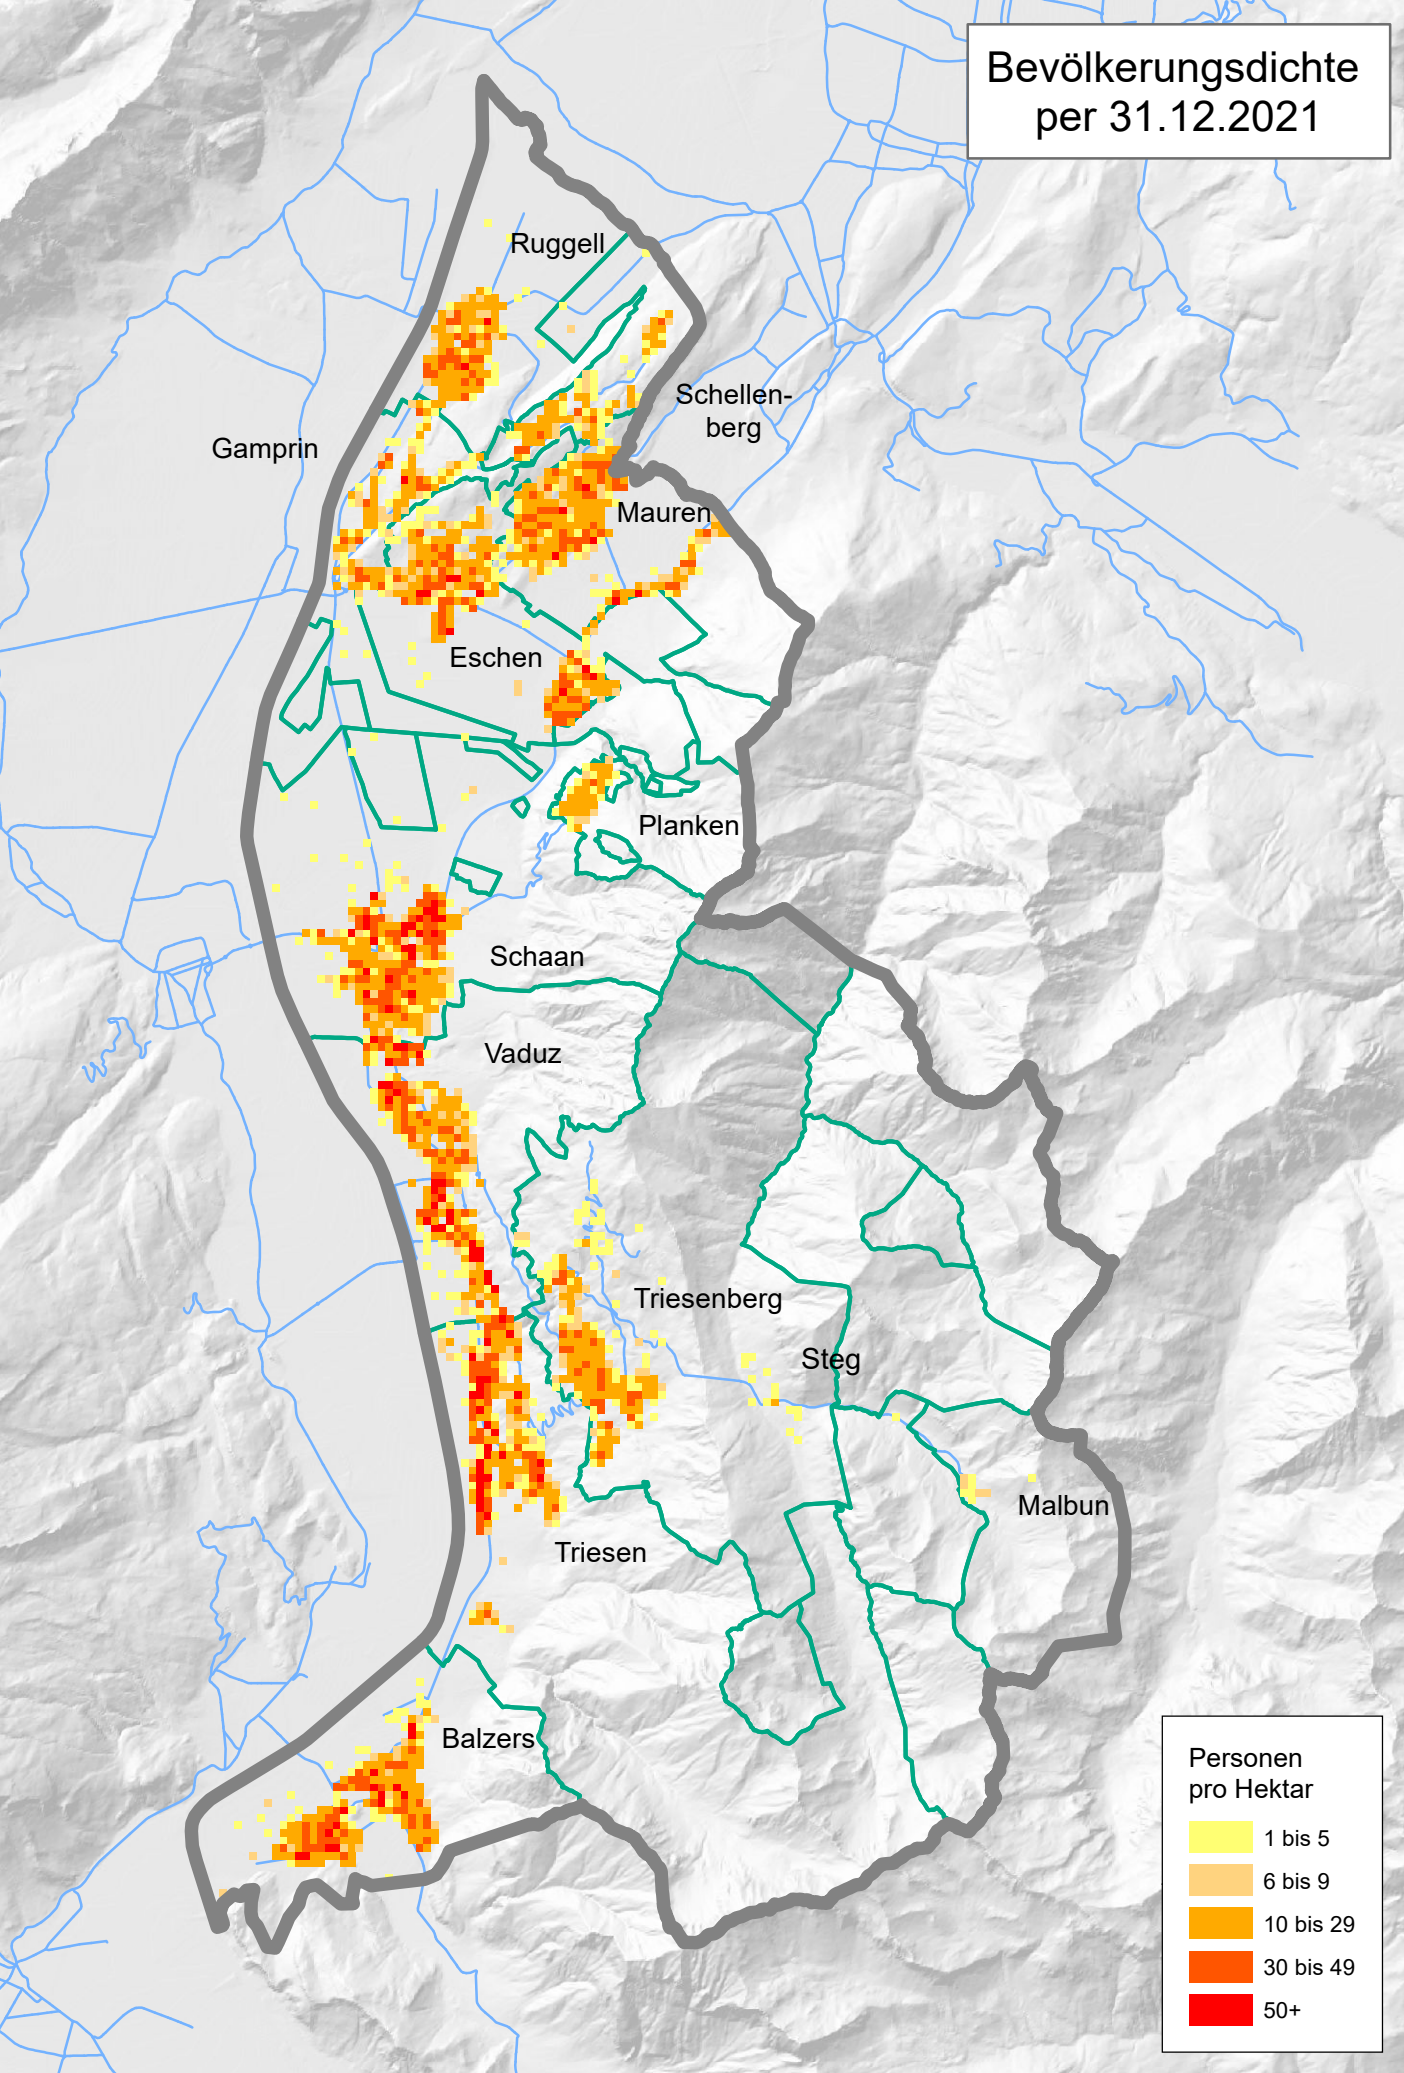 Bevölkerungsdichte
per 31.12.2021
Ruggell
Schellen-
berg
Gamprin
Mauren
Eschen
Planken
Schaan
Vaduz
Triesenberg
Steg
Malbun
Triesen
Balzers
Personen
pro Hektar
1 bis 5
6 bis 9
10 bis 29
30 bis 49
50+